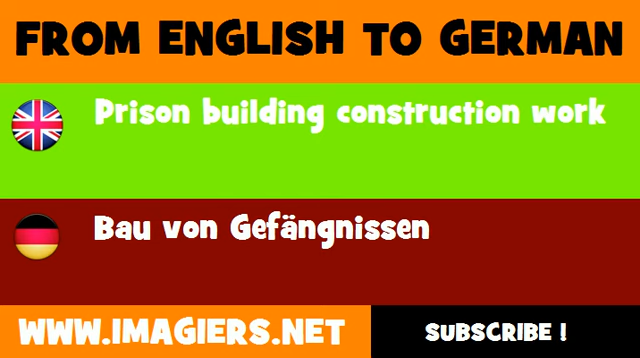 FROM ENGLISH TO GERMAN
Prison building construction work
Bau von Gefängnissen
WWW.IMAGIERS.NET
SUBSCRIBE !